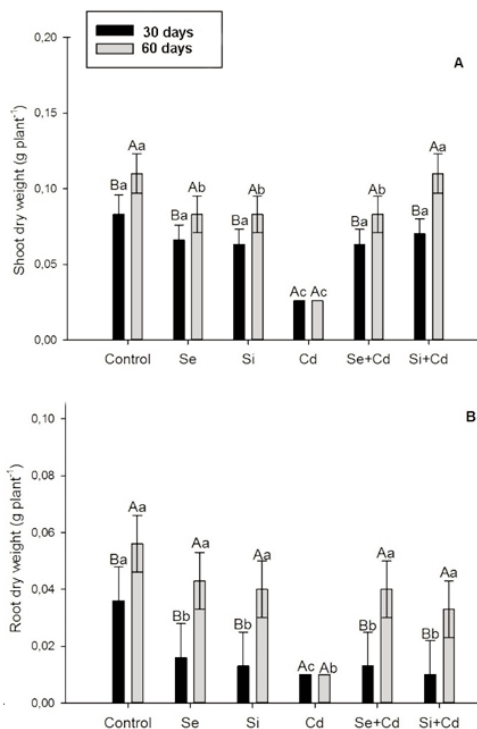 30 days
60 days
A
Shoot dry weight (g plant⁻¹)
0,20
0,15
0,10
0,05
0,00
Ba Aa Ba Ab Ba Ab Ac Ac Ba Ab Ba Aa
Control Se Si Cd Se+Cd Si+Cd
B
Root dry weight (g plant⁻¹)
0,10
0,08
0,06
0,04
0,02
0,00
Ba Aa Bb Aa Bb Aa Ac Ab Bb Aa Bb Aa
Control Se Si Cd Se+Cd Si+Cd